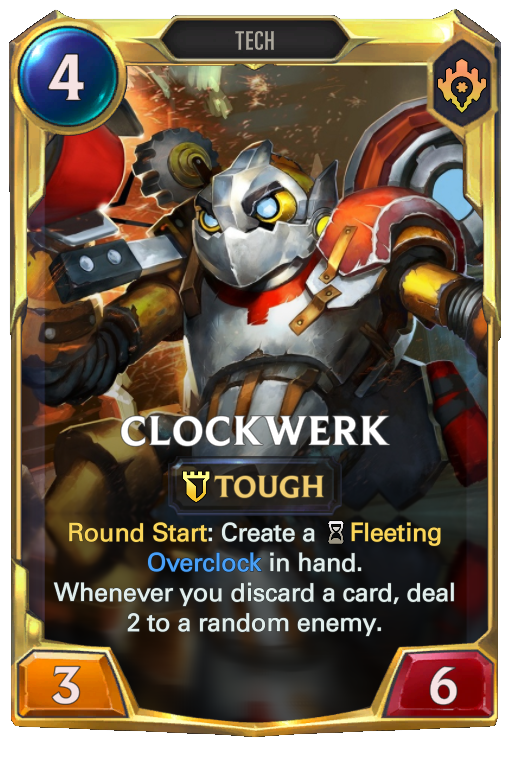 TECH
4
CLOCKWERK
TOUGH
Round Start: Create a Fleeting
Overclock in hand.
Whenever you discard a card, deal
2 to a random enemy.
3
6